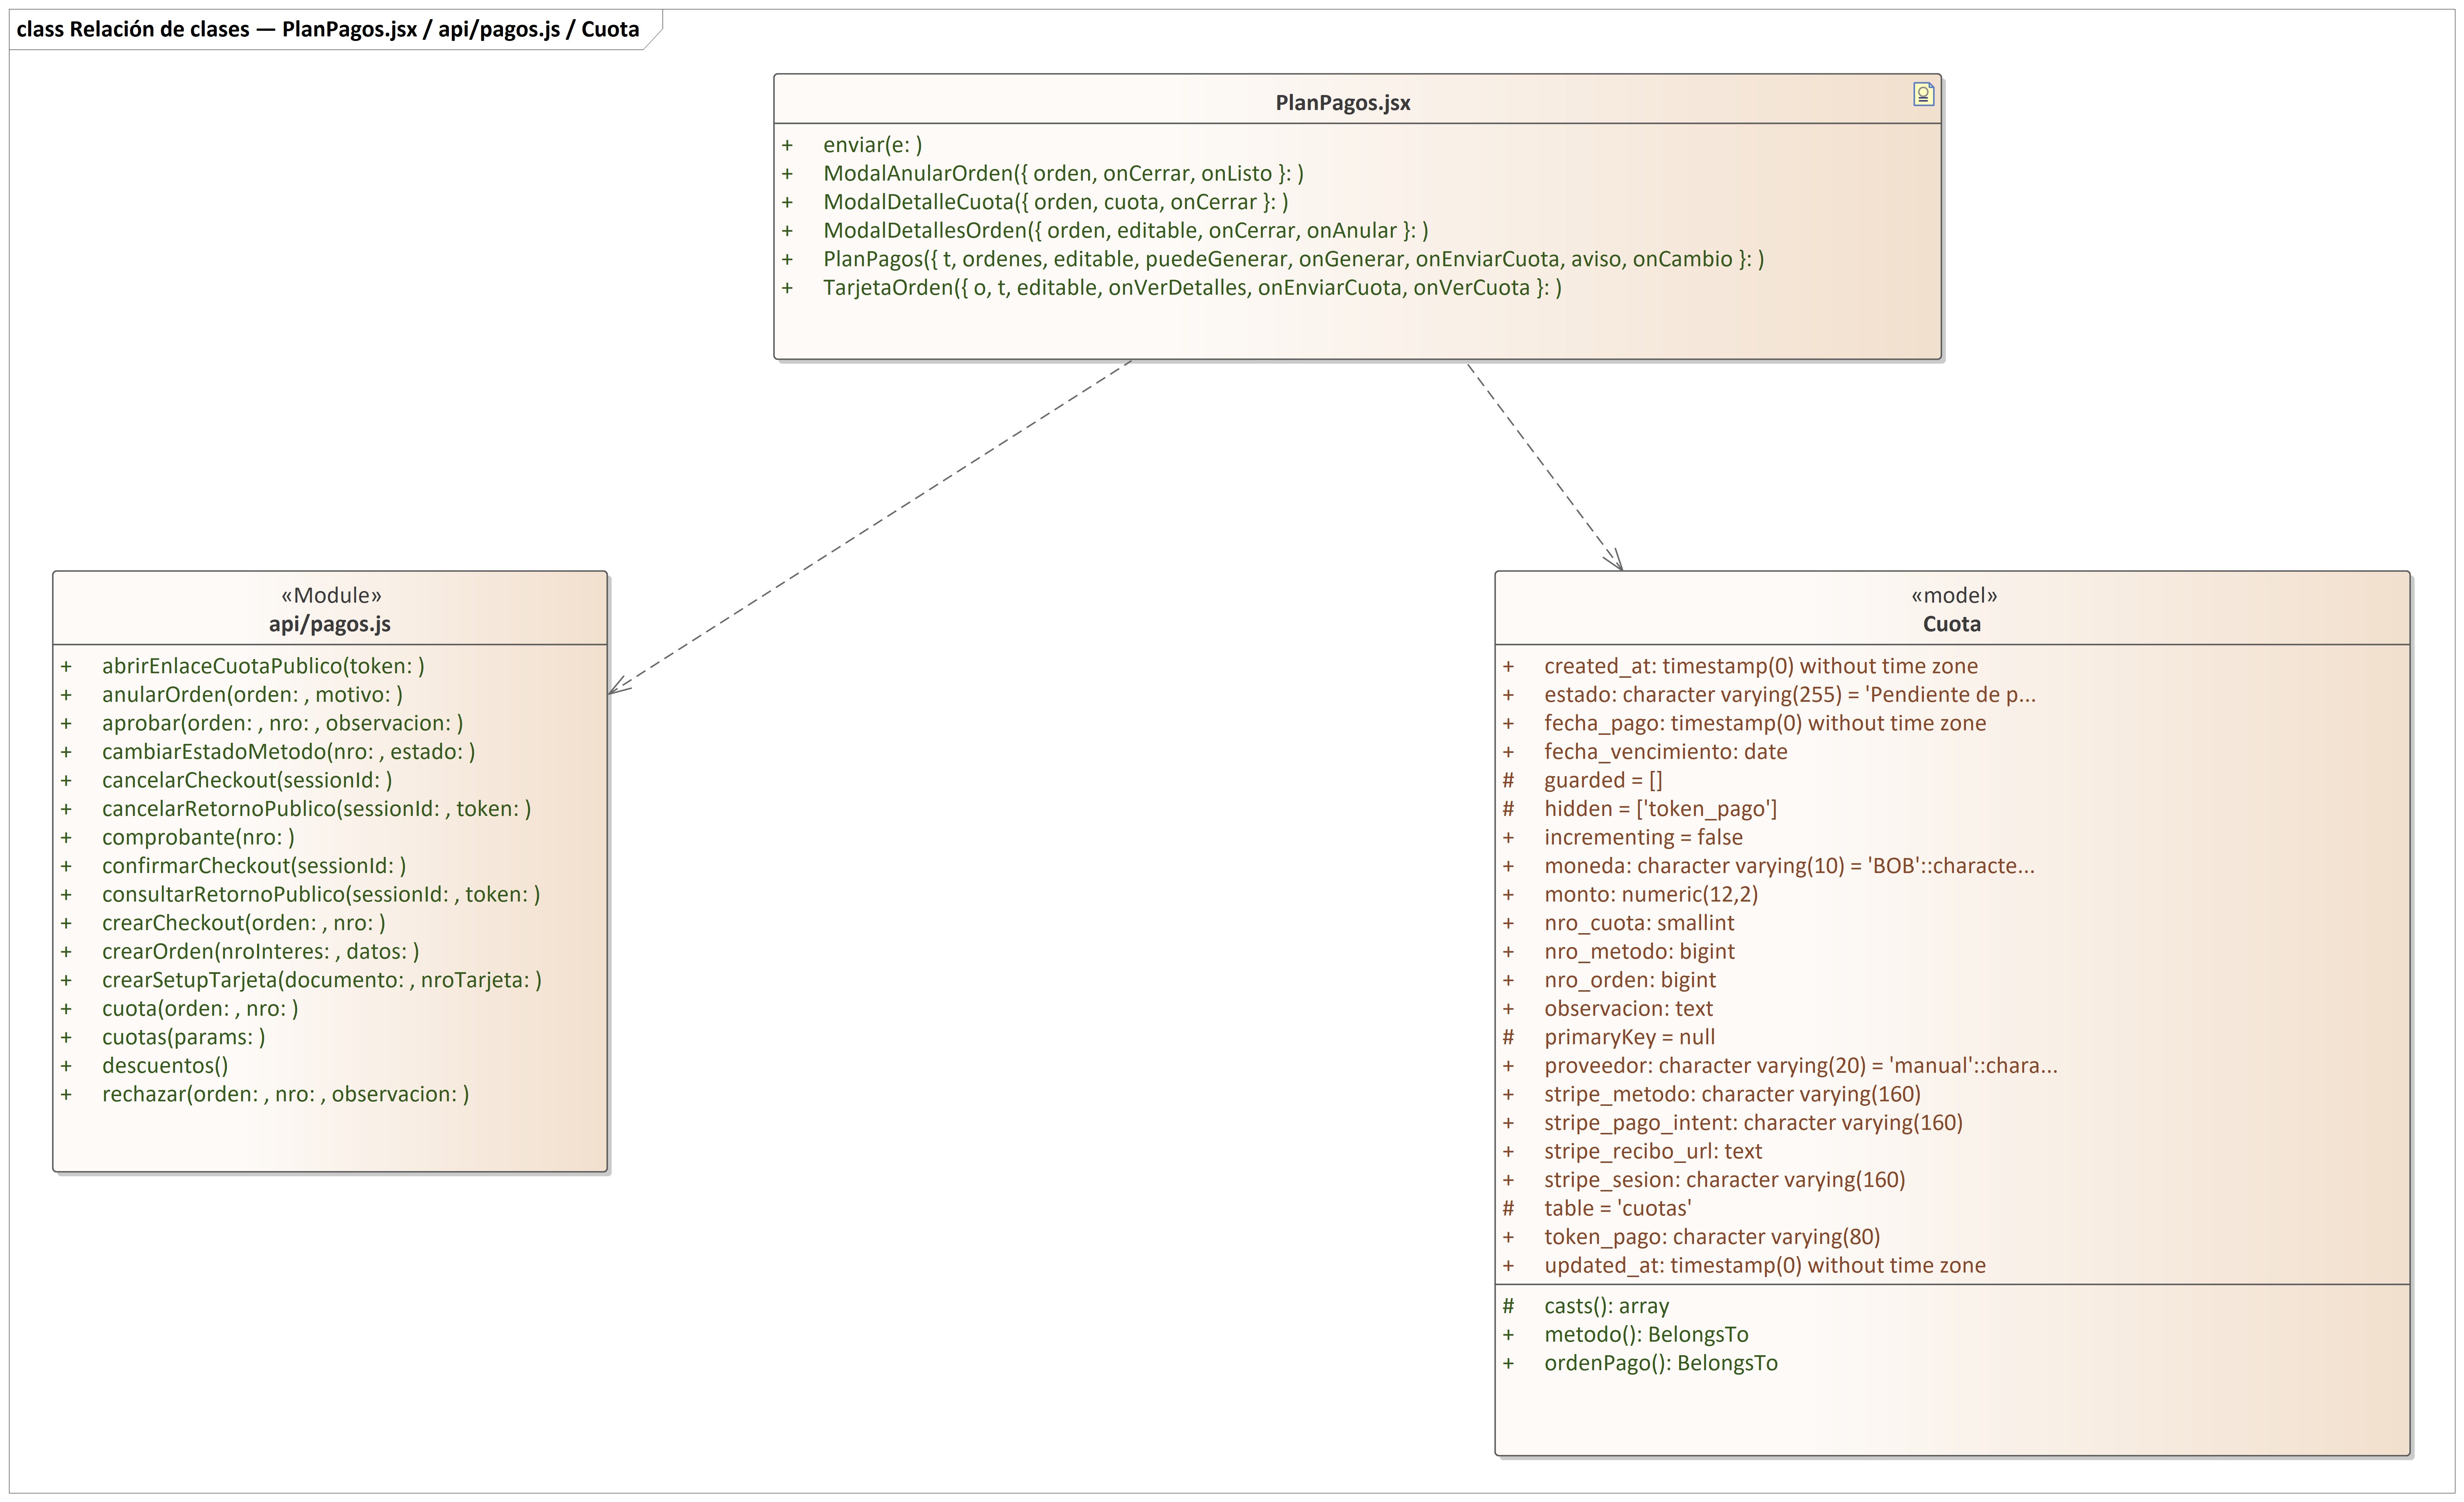 class Relación de clases — PlanPagos.jsx / api/pagos.js / Cuota
PlanPagos.jsx
+ enviar(e: )
+ ModalAnularOrden({ orden, onCerrar, onListo }: )
+ ModalDetalleCuota({ orden, cuota, onCerrar }: )
+ ModalDetallesOrden({ orden, editable, onCerrar, onAnular }: )
+ PlanPagos({ t, ordenes, editable, puedeGenerar, onGenerar, onEnviarCuota, aviso, onCambio }: )
+ TarjetaOrden({ o, t, editable, onVerDetalles, onEnviarCuota, onVerCuota }: )
«Module»
api/pagos.js
+ abrirEnlaceCuotaPublico(token: )
+ anularOrden(orden: , motivo: )
+ aprobar(orden: , nro: , observacion: )
+ cambiarEstadoMetodo(nro: , estado: )
+ cancelarCheckout(sessionId: )
+ cancelarRetornoPublico(sessionId: , token: )
+ comprobante(nro: )
+ confirmarCheckout(sessionId: )
+ consultarRetornoPublico(sessionId: , token: )
+ crearCheckout(orden: , nro: )
+ crearOrden(nroInteres: , datos: )
+ crearSetupTarjeta(documento: , nroTarjeta: )
+ cuota(orden: , nro: )
+ cuotas(params: )
+ descuentos()
+ rechazar(orden: , nro: , observacion: )
«model»
Cuota
+ created_at: timestamp(0) without time zone
+ estado: character varying(255) = 'Pendiente de p...
+ fecha_pago: timestamp(0) without time zone
+ fecha_vencimiento: date
# guarded = []
# hidden = ['token_pago']
+ incrementing = false
+ moneda: character varying(10) = 'BOB'::characte...
+ monto: numeric(12,2)
+ nro_cuota: smallint
+ nro_metodo: bigint
+ nro_orden: bigint
+ observacion: text
# primaryKey = null
+ proveedor: character varying(20) = 'manual'::chara...
+ stripe_metodo: character varying(160)
+ stripe_pago_intent: character varying(160)
+ stripe_recibo_url: text
+ stripe_sesion: character varying(160)
# table = 'cuotas'
+ token_pago: character varying(80)
+ updated_at: timestamp(0) without time zone
# casts(): array
+ metodo(): BelongsTo
+ ordenPago(): BelongsTo